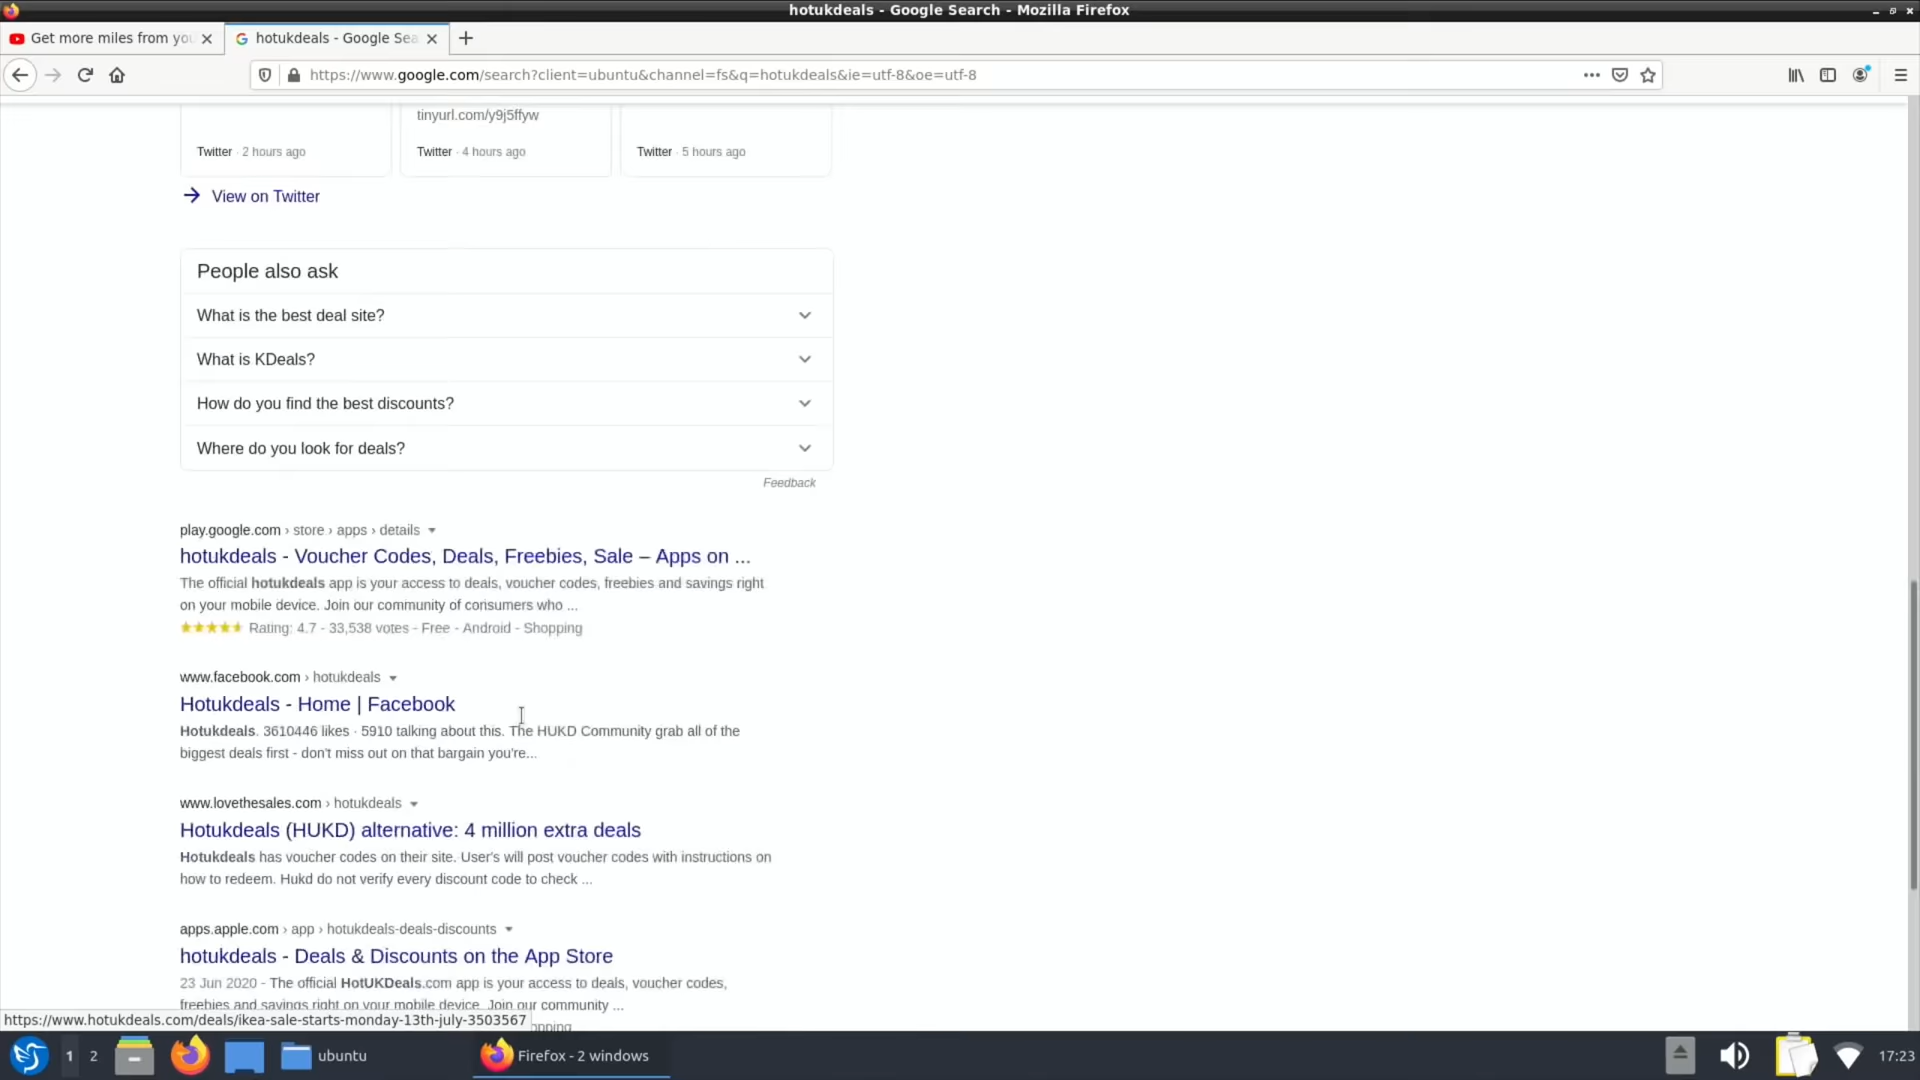 hotukdeals - Google Search - Mozilla Firefox
Get more miles from yo
hotukdeals - Google Sea
https://www.google.com/search?client=ubuntu&channel=fs&q=hotukdeals&ie=utf-8&oe=utf-8
tinyurl.com/y9j5ffyw
Twitter · 2 hours ago
Twitter · 4 hours ago
Twitter · 5 hours ago
View on Twitter
People also ask
What is the best deal site?
What is KDeals?
How do you find the best discounts?
Where do you look for deals?
Feedback
play.google.com › store › apps › details
hotukdeals - Voucher Codes, Deals, Freebies, Sale – Apps on ...
The official hotukdeals app is your access to deals, voucher codes, freebies and savings right
on your mobile device. Join our community of consumers who ...
Rating: 4.7 - 33,538 votes - Free - Android - Shopping
www.facebook.com › hotukdeals
Hotukdeals - Home | Facebook
Hotukdeals. 3610446 likes · 5910 talking about this. The HUKD Community grab all of the
biggest deals first - don't miss out on that bargain you're...
www.lovethesales.com › hotukdeals
Hotukdeals (HUKD) alternative: 4 million extra deals
Hotukdeals has voucher codes on their site. User's will post voucher codes with instructions on
how to redeem. Hukd do not verify every discount code to check ...
apps.apple.com › app › hotukdeals-deals-discounts
hotukdeals - Deals & Discounts on the App Store
23 Jun 2020 - The official HotUKDeals.com app is your access to deals, voucher codes,
freebies and savings right on your mobile device. Join our community ...
https://www.hotukdeals.com/deals/ikea-sale-starts-monday-13th-july-3503567
opping
1 2
ubuntu
Firefox - 2 windows
17:23